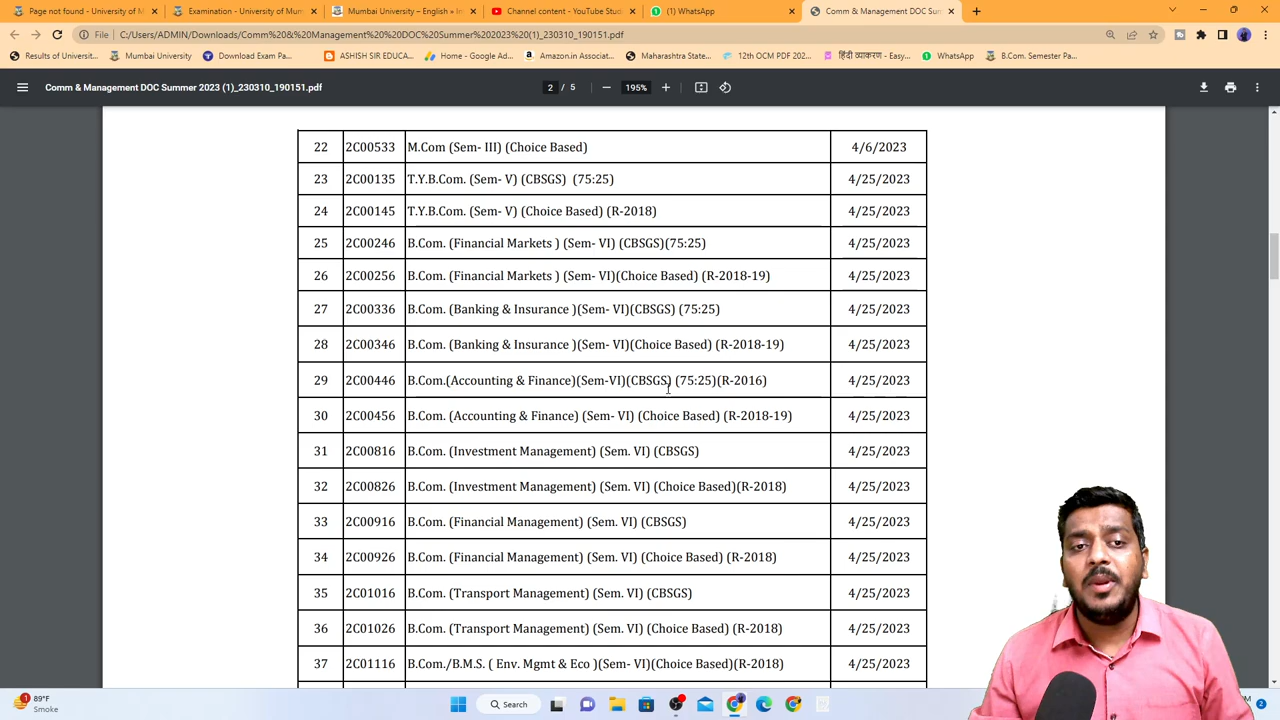 Page not found - University of M
Examination - University of Mum
Mumbai University – English » In
Channel content - YouTube Studi
(1) WhatsApp
Comm & Management DOC Sum
File
C:/Users/ADMIN/Downloads/Comm%20&%20Management%20%20DOC%20Summer%202023%20(1)_230310_190151.pdf
Results of Universit...
Mumbai University
Download Exam Pa...
ASHISH SIR EDUCA...
Home - Google Ad...
Amazon.in Associat...
Maharashtra State...
12th OCM PDF 202...
हिंदी व्याकरण - Easy...
WhatsApp
B.Com. Semester Pa...
Comm & Management DOC Summer 2023 (1)_230310_190151.pdf
2 / 5
195%
22 2C00533 M.Com (Sem- III) (Choice Based) 4/6/2023
23 2C00135 T.Y.B.Com. (Sem- V) (CBSGS) (75:25) 4/25/2023
24 2C00145 T.Y.B.Com. (Sem- V) (Choice Based) (R-2018) 4/25/2023
25 2C00246 B.Com. (Financial Markets ) (Sem- VI) (CBSGS)(75:25) 4/25/2023
26 2C00256 B.Com. (Financial Markets ) (Sem- VI)(Choice Based) (R-2018-19) 4/25/2023
27 2C00336 B.Com. (Banking & Insurance )(Sem- VI)(CBSGS) (75:25) 4/25/2023
28 2C00346 B.Com. (Banking & Insurance )(Sem- VI)(Choice Based) (R-2018-19) 4/25/2023
29 2C00446 B.Com.(Accounting & Finance)(Sem-VI)(CBSGS) (75:25)(R-2016) 4/25/2023
30 2C00456 B.Com. (Accounting & Finance) (Sem- VI) (Choice Based) (R-2018-19) 4/25/2023
31 2C00816 B.Com. (Investment Management) (Sem. VI) (CBSGS) 4/25/2023
32 2C00826 B.Com. (Investment Management) (Sem. VI) (Choice Based)(R-2018) 4/25/2023
33 2C00916 B.Com. (Financial Management) (Sem. VI) (CBSGS) 4/25/2023
34 2C00926 B.Com. (Financial Management) (Sem. VI) (Choice Based) (R-2018) 4/25/2023
35 2C01016 B.Com. (Transport Management) (Sem. VI) (CBSGS) 4/25/2023
36 2C01026 B.Com. (Transport Management) (Sem. VI) (Choice Based) (R-2018) 4/25/2023
37 2C01116 B.Com./B.M.S. ( Env. Mgmt & Eco )(Sem- VI)(Choice Based)(R-2018) 4/25/2023
1
89°F
Smoke
Search
2